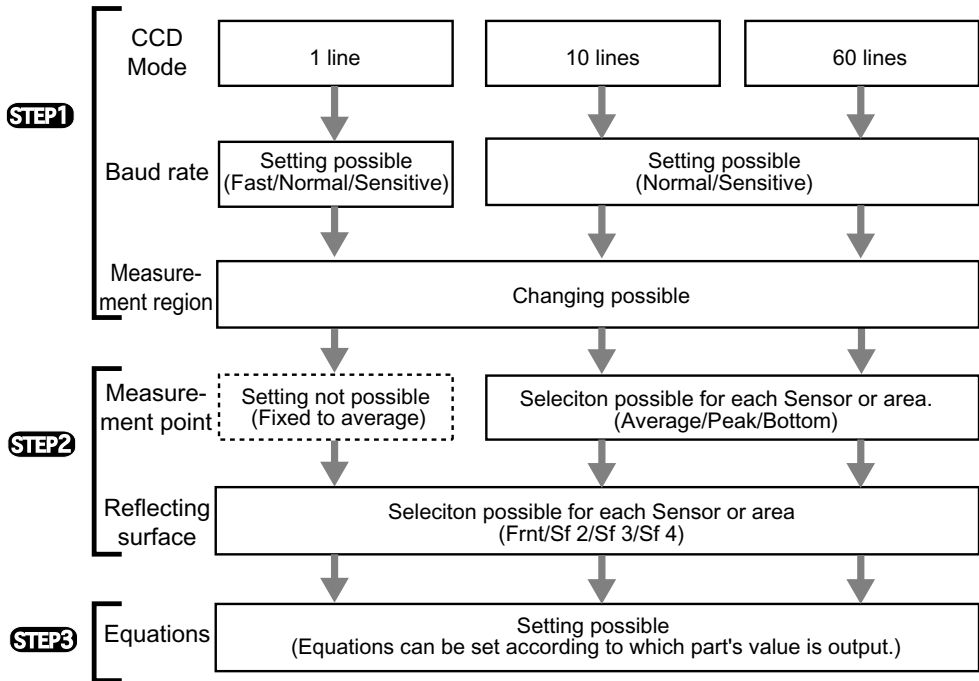 CCD
Mode
1 line
10 lines
60 lines
STEP1
Baud rate
Setting possible
(Fast/Normal/Sensitive)
Setting possible
(Normal/Sensitive)
Measure-
ment region
Changing possible
Measure-
ment point
Setting not possible
(Fixed to average)
Seleciton possible for each Sensor or area.
(Average/Peak/Bottom)
STEP2
Reflecting
surface
Seleciton possible for each Sensor or area
(Frnt/Sf 2/Sf 3/Sf 4)
STEP3
Equations
Setting possible
(Equations can be set according to which part's value is output.)